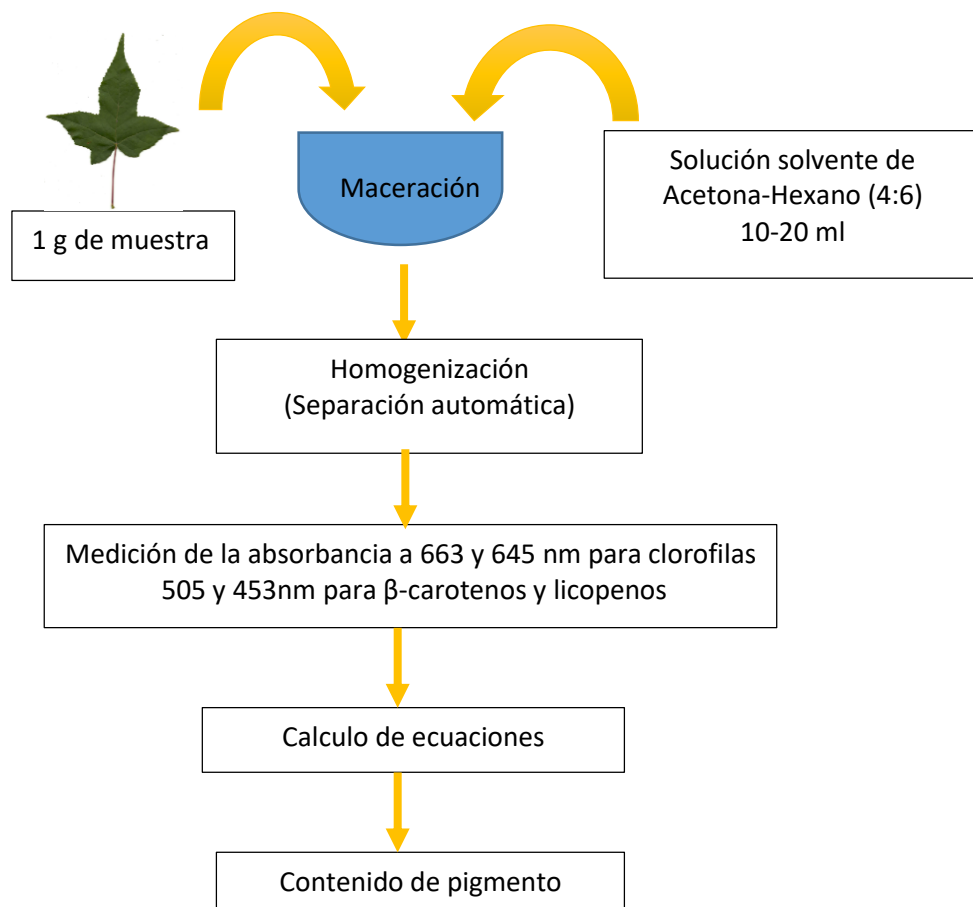 1 g de muestra
Maceración
Solución solvente de
Acetona-Hexano (4:6)
10-20 ml
Homogenización
(Separación automática)
Medición de la absorbancia a 663 y 645 nm para clorofilas
505 y 453nm para β-carotenos y licopenos
Calculo de ecuaciones
Contenido de pigmento